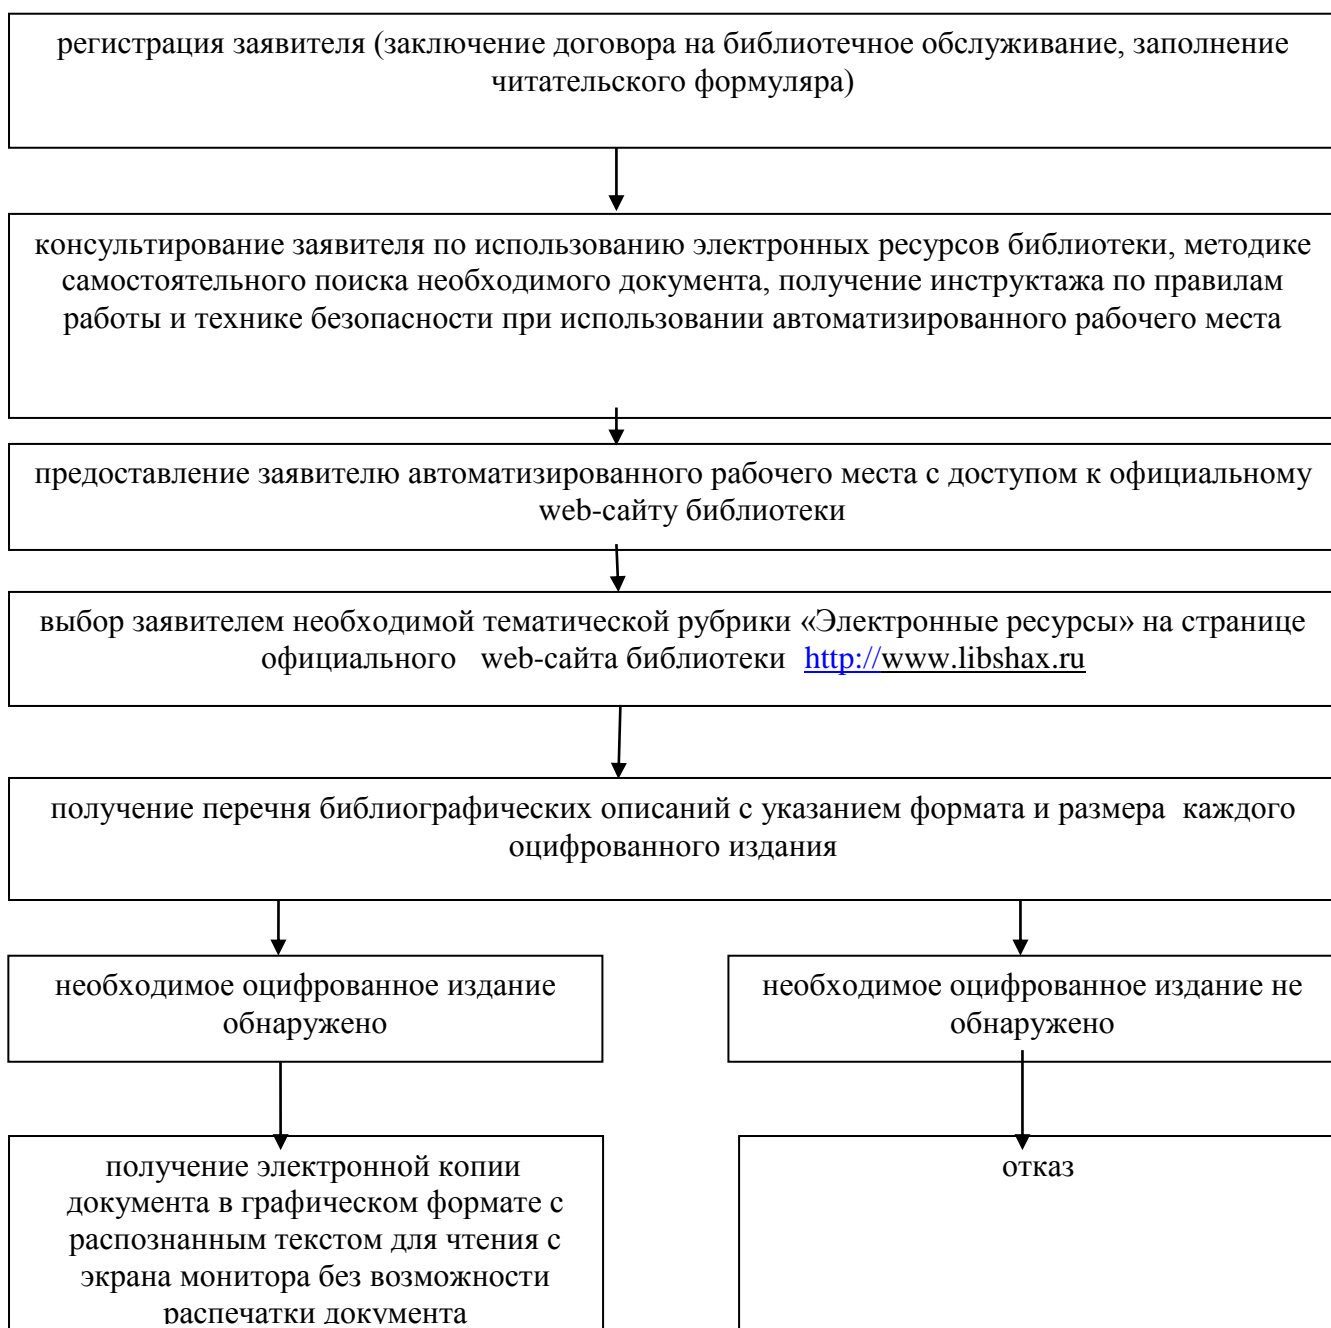 регистрация заявителя (заключение договора на библиотечное обслуживание, заполнение
читательского формуляра)
консультирование заявителя по использованию электронных ресурсов библиотеки, методике
самостоятельного поиска необходимого документа, получение инструктажа по правилам
работы и технике безопасности при использовании автоматизированного рабочего места
предоставление заявителю автоматизированного рабочего места с доступом к официальному
web-сайту библиотеки
выбор заявителем необходимой тематической рубрики «Электронные ресурсы» на странице
официального web-сайта библиотеки http://www.libshax.ru
получение перечня библиографических описаний с указанием формата и размера каждого
оцифрованного издания
необходимое оцифрованное издание
обнаружено
необходимое оцифрованное издание не
обнаружено
получение электронной копии
документа в графическом формате с
распознанным текстом для чтения с
экрана монитора без возможности
распечатки документа
отказ